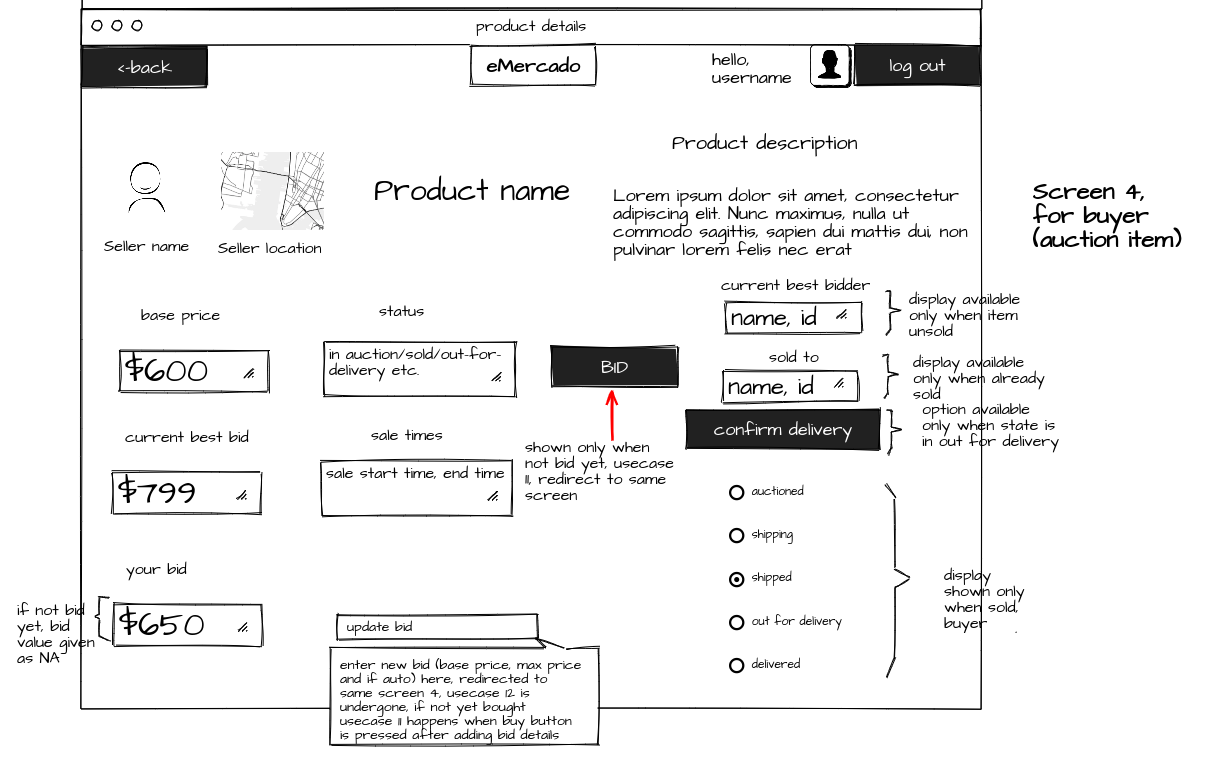 product details
<-back
eMercado
hello,
username
log out
Product description
Product name
Lorem ipsum dolor sit amet, consectetur
adipiscing elit. Nunc maximus, nulla ut
commodo sagittis, sapien dui mattis dui, non
pulvinar lorem felis nec erat
Screen 4,
for buyer
(auction item)
Seller name
Seller location
base price
$600
status
in auction/sold/out-for-
delivery etc.
BID
current best bidder
name, id
display available
only when item
unsold
sold to
name, id
display available
only when already
sold
confirm delivery
option available
only when state is
in out for delivery
current best bid
$799
sale times
sale start time, end time
shown only when
not bid yet, usecase
11, redirect to same
screen
auctioned
shipping
shipped
out for delivery
delivered
display
shown only
when sold,
buyer
your bid
$650
if not bid
yet, bid
value given
as NA
update bid
enter new bid (base price, max price
and if auto) here, redirected to
same screen 4, usecase 12 is
undergone, if not yet bought
usecase 11 happens when buy button
is pressed after adding bid details